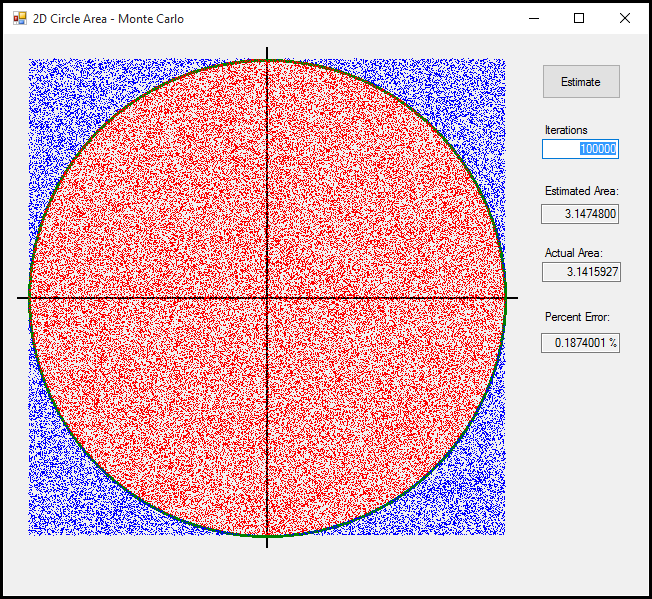 2D Circle Area - Monte Carlo
Estimate
Iterations
100000
Estimated Area:
3.1474800
Actual Area:
3.1415927
Percent Error:
0.1874001 %